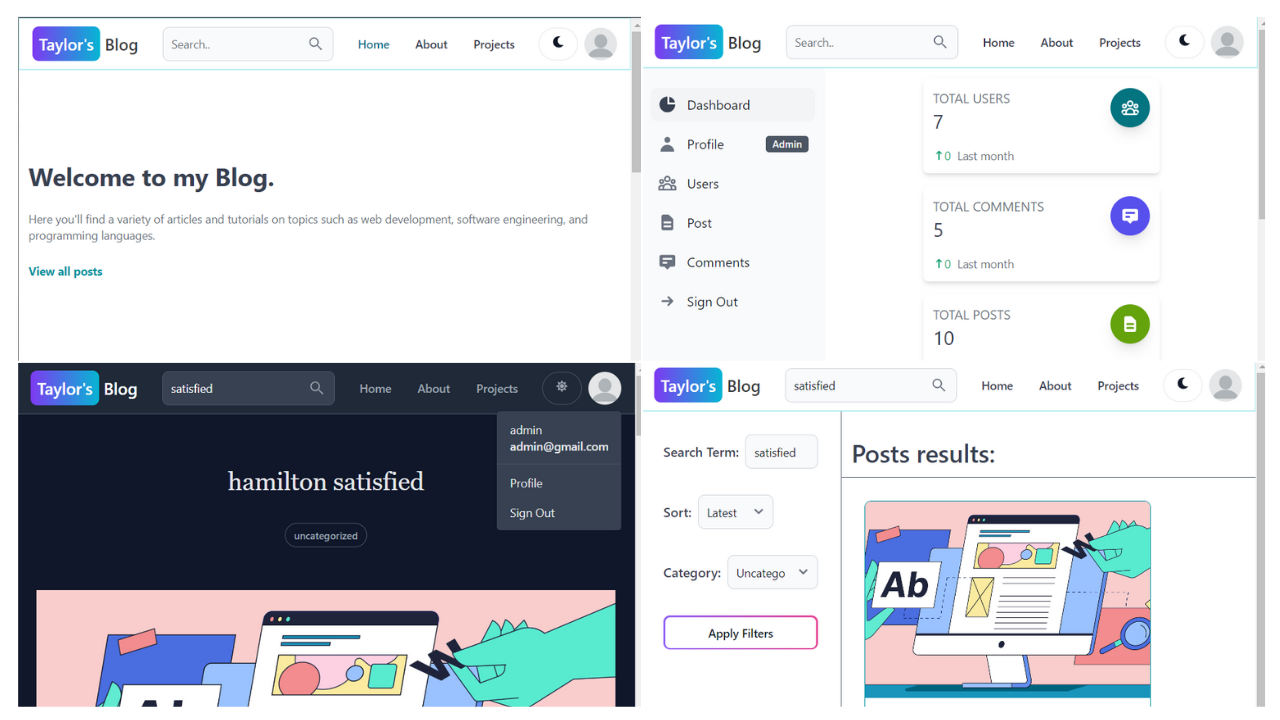 Taylor's Blog
Search..
Home
About
Projects
Welcome to my Blog.
Here you'll find a variety of articles and tutorials on topics such as web development, software engineering, and
programming languages.
View all posts
Taylor's Blog
Search..
Home
About
Projects
Dashboard
Profile
Admin
Users
Post
Comments
Sign Out
TOTAL USERS
7
0 Last month
TOTAL COMMENTS
5
0 Last month
TOTAL POSTS
10
Taylor's Blog
satisfied
Home
About
Projects
admin
admin@gmail.com
Profile
Sign Out
hamilton satisfied
uncategorized
Taylor's Blog
satisfied
Home
About
Projects
Search Term:
satisfied
Sort:
Latest
Category:
Uncatego
Apply Filters
Posts results:
Ab